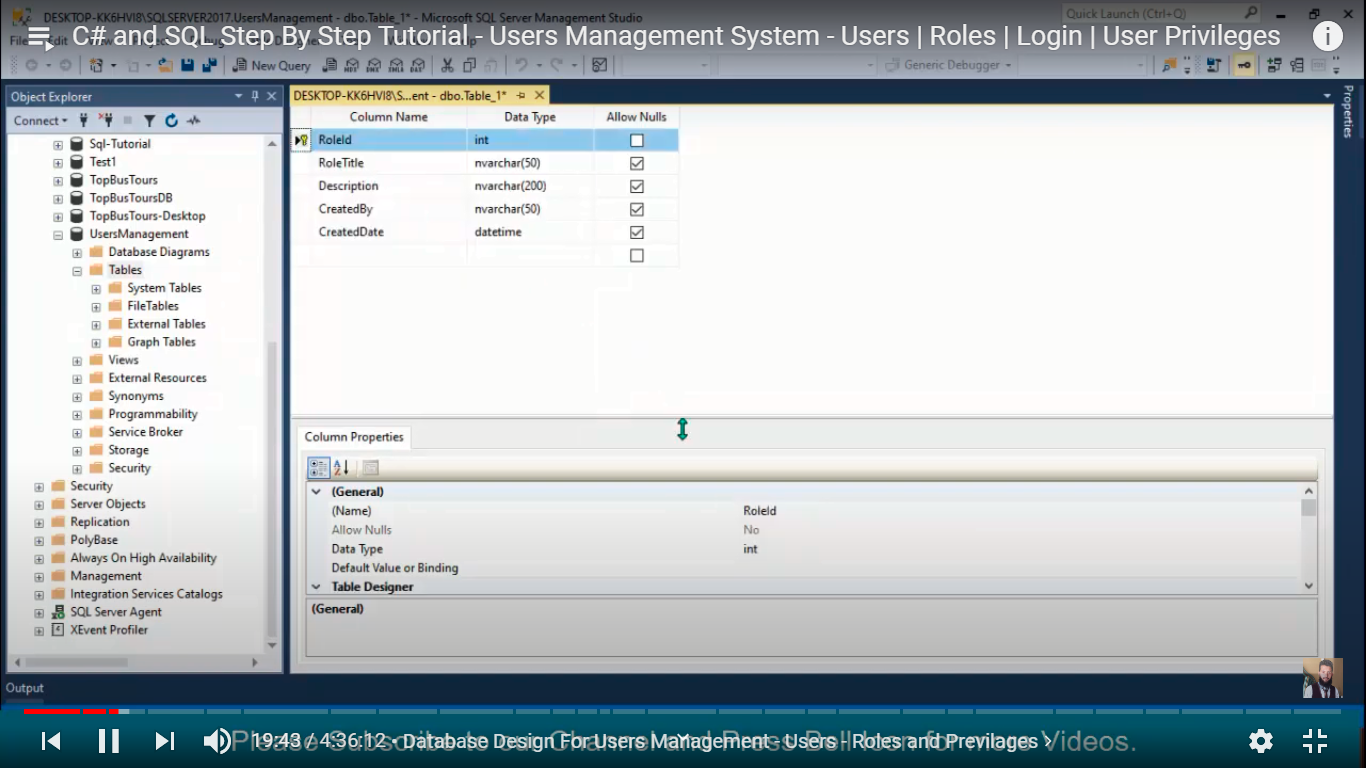 DESKTOP-KK6HVI8\SQLSERVER2017.UsersManagement - dbo.Table_1* - Microsoft SQL Server Management Studio
Quick Launch (Ctrl+Q)
C# and SQL Step By Step Tutorial - Users Management System - Users | Roles | Login | User Privileges
File Edit
New Query
Generic Debugger
Object Explorer
DESKTOP-KK6HVI8\S...ent - dbo.Table_1*
Properties
Connect
Column Name Data Type Allow Nulls
RoleId int
RoleTitle nvarchar(50)
Description nvarchar(200)
CreatedBy nvarchar(50)
CreatedDate datetime
Sql-Tutorial
Test1
TopBusTours
TopBusToursDB
TopBusTours-Desktop
UsersManagement
Database Diagrams
Tables
System Tables
FileTables
External Tables
Graph Tables
Views
External Resources
Synonyms
Programmability
Service Broker
Storage
Security
Security
Server Objects
Replication
PolyBase
Always On High Availability
Management
Integration Services Catalogs
SQL Server Agent
XEvent Profiler
Column Properties
(General)
(Name) RoleId
Allow Nulls No
Data Type int
Default Value or Binding
Table Designer
(General)
Output
Please Subscribe to our Channel and Press Bell Icon for more Videos.
19:43 / 4:36:12 • Database Design For Users Management - Users - Roles and Previlages >